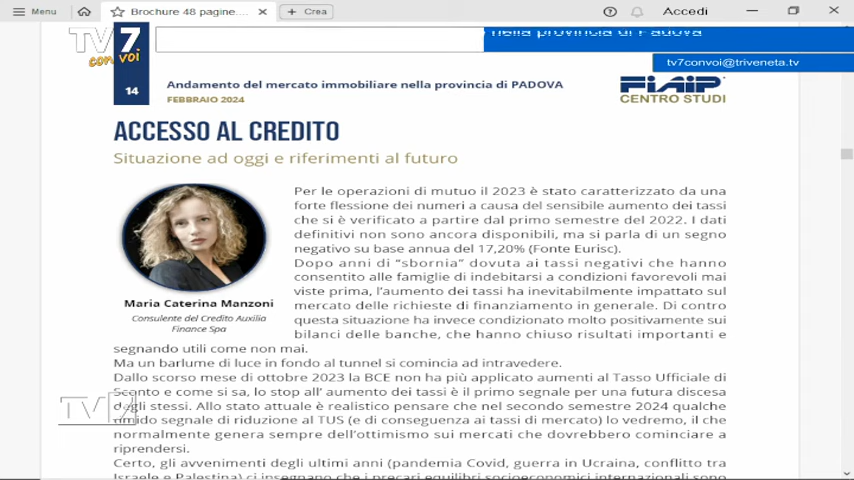 Menu
Brochure 48 pagine....
Crea
Accedi
TV7
con voi
nella provincia di Padova
tv7convoi@triveneta.tv
14
Andamento del mercato immobiliare nella provincia di PADOVA
FEBBRAIO 2024
FIAIP
CENTRO STUDI
ACCESSO AL CREDITO
Situazione ad oggi e riferimenti al futuro
Per le operazioni di mutuo il 2023 è stato caratterizzato da una
forte flessione dei numeri a causa del sensibile aumento dei tassi
che si è verificato a partire dal primo semestre del 2022. I dati
definitivi non sono ancora disponibili, ma si parla di un segno
negativo su base annua del 17,20% (Fonte Eurisc).
Dopo anni di “sbornia” dovuta ai tassi negativi che hanno
consentito alle famiglie di indebitarsi a condizioni favorevoli mai
viste prima, l’aumento dei tassi ha inevitabilmente impattato sul
mercato delle richieste di finanziamento in generale. Di contro
questa situazione ha invece condizionato molto positivamente sui
bilanci delle banche, che hanno chiuso risultati importanti e
segnando utili come non mai.
Maria Caterina Manzoni
Consulente del Credito Auxilia
Finance Spa
Ma un barlume di luce in fondo al tunnel si comincia ad intravedere.
Dallo scorso mese di ottobre 2023 la BCE non ha più applicato aumenti al Tasso Ufficiale di
Sconto e come si sa, lo stop all’ aumento dei tassi è il primo segnale per una futura discesa
degli stessi. Allo stato attuale è realistico pensare che nel secondo semestre 2024 qualche
timido segnale di riduzione al TUS (e di conseguenza ai tassi di mercato) lo vedremo, il che
normalmente genera sempre dell’ottimismo sui mercati che dovrebbero cominciare a
riprendersi.
Certo, gli avvenimenti degli ultimi anni (pandemia Covid, guerra in Ucraina, conflitto tra
Israele e Palestina) ci insegnano che i precari equilibri socioeconomici internazionali sono
TV7